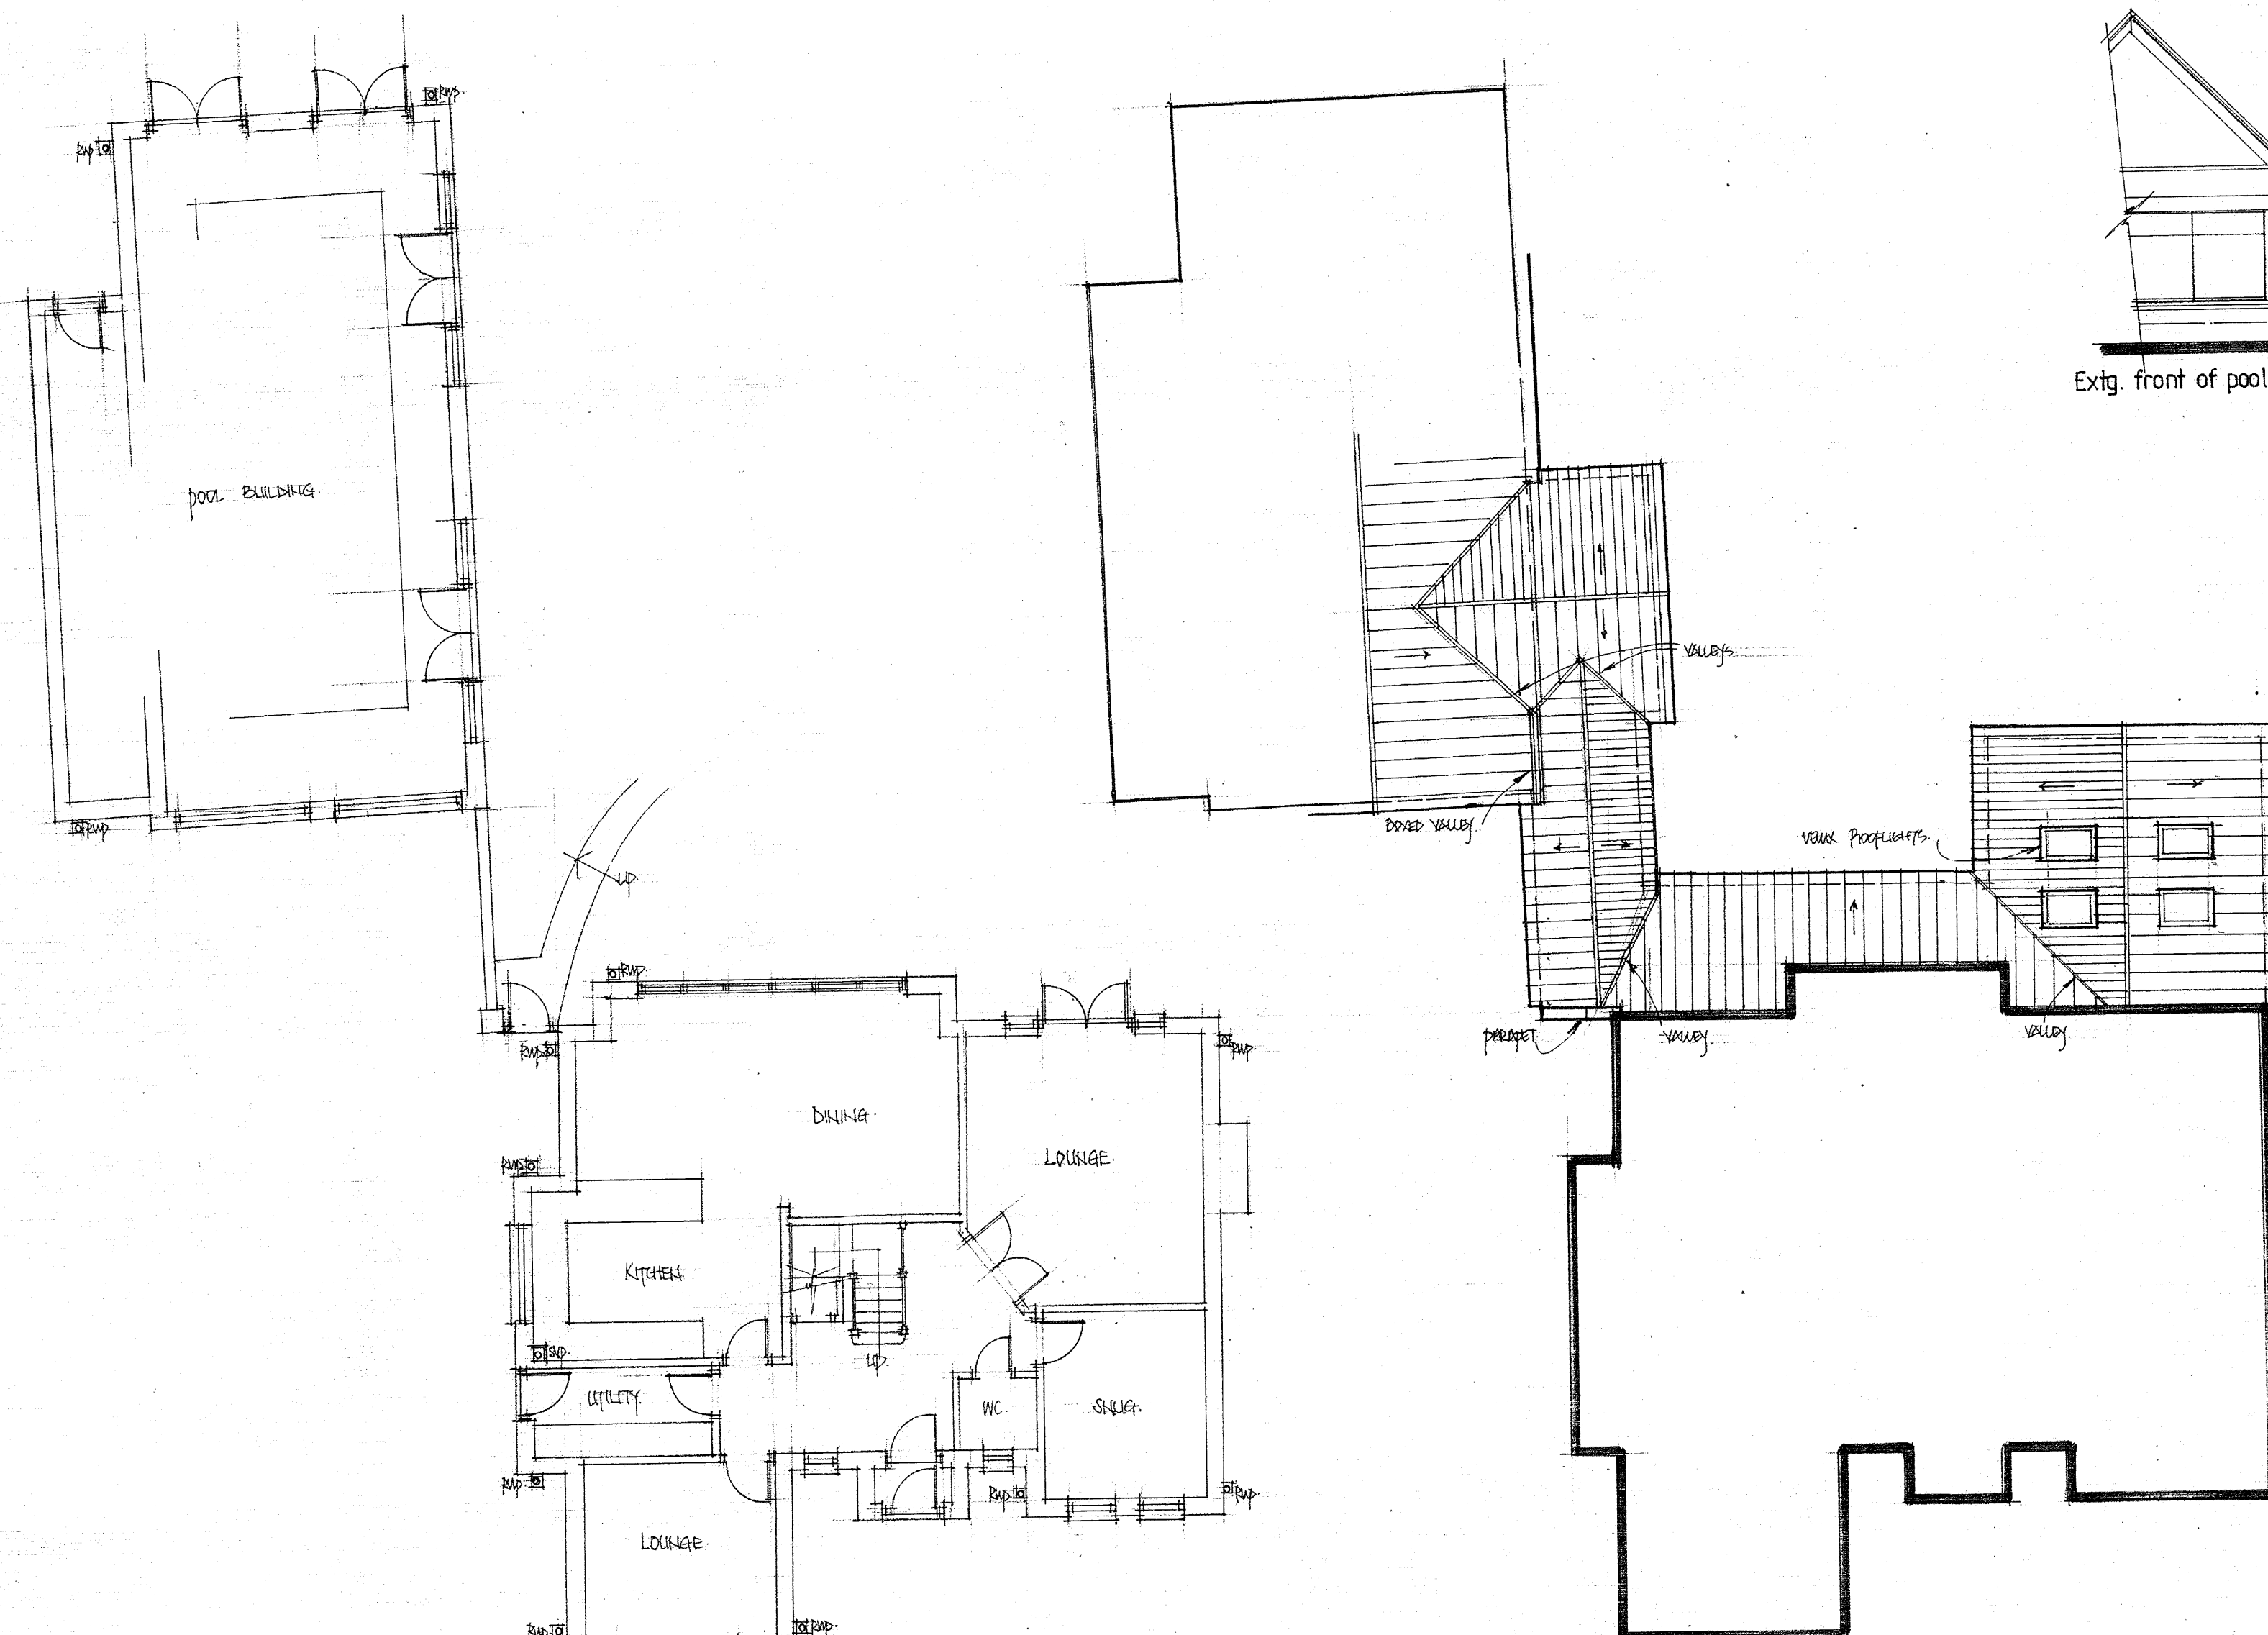 RWP.
RWP
Extg. front of pool
POOL BUILDING.
VALLEYS.
RWP
BOXED VALLEY.
VELUX ROOFLIGHTS.
UP.
RWP.
RWP
PARAPET.
VALLEY.
VALLEY.
RWP.
DINING.
LOUNGE.
RWP
KITCHEN.
SVP.
UP.
UTILITY.
WC.
SNUG.
RWP.
RWP.
RWP.
LOUNGE.
RWP
RWP.